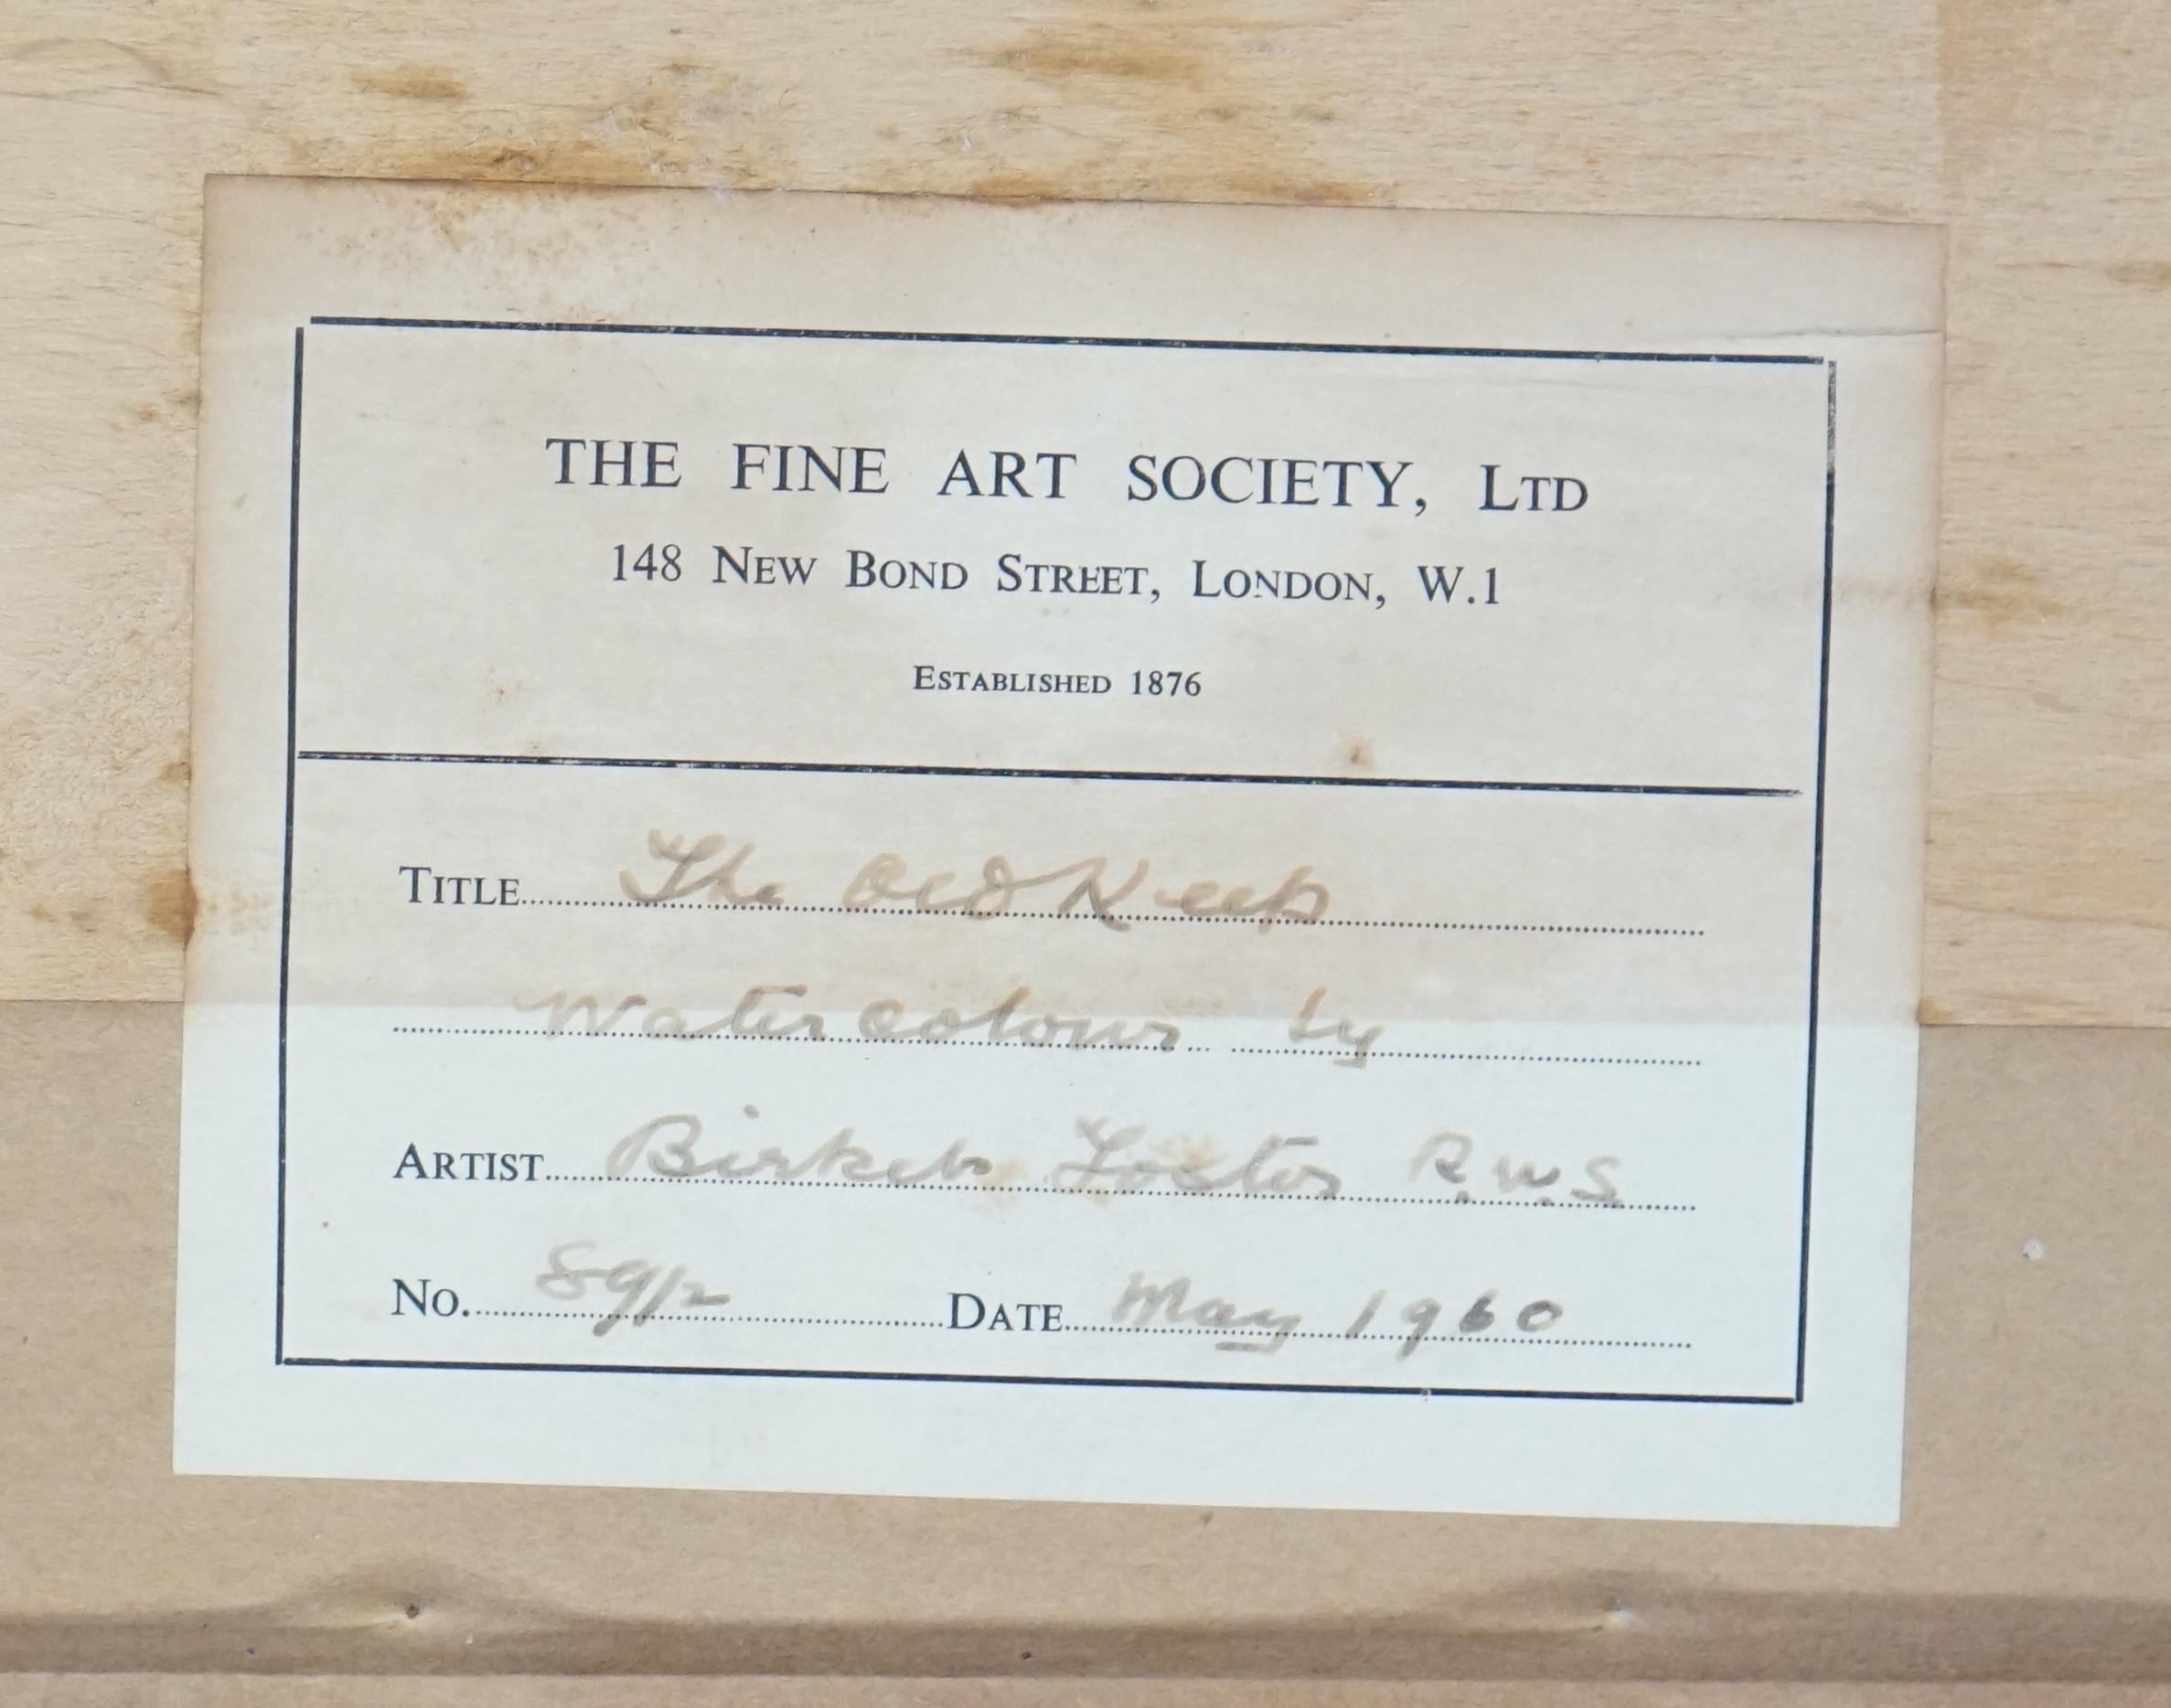 THE FINE ART SOCIETY, LTD
148 NEW BOND STREET, LONDON, W.1
ESTABLISHED 1876
TITLE The Old Keep
Watercolour by
ARTIST Birket Foster R.W.S
NO. 89/2 DATE May 1960